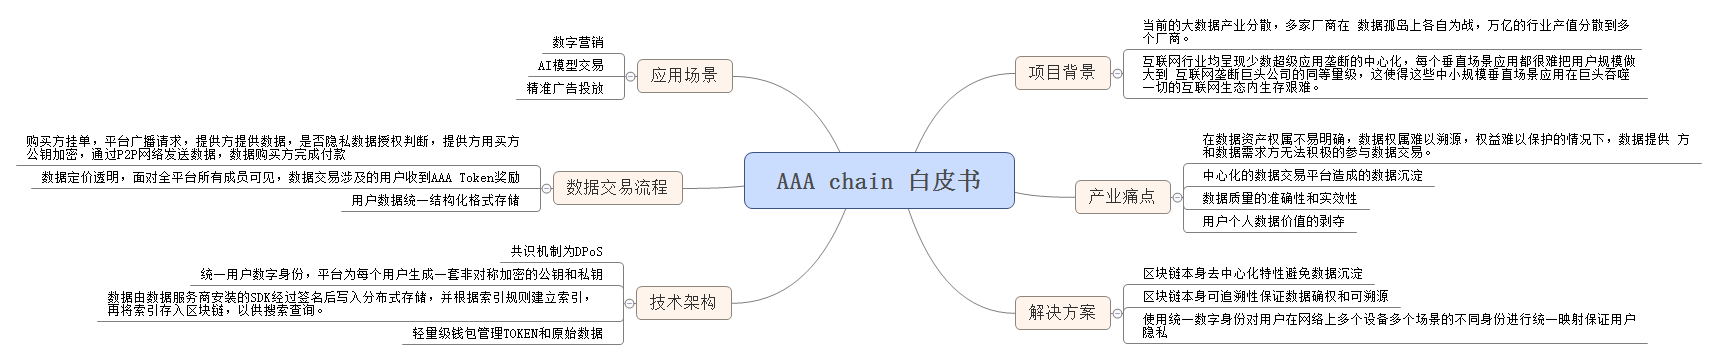 AAA chain 白皮书
项目背景
当前的大数据产业分散，多家厂商在 数据孤岛上各自为战，万亿的行业产值分散到多
个厂商。
互联网行业均呈现少数超级应用垄断的中心化，每个垂直场景应用都很难把用户规模做
大到 互联网垄断巨头公司的同等量级，这使得这些中小规模垂直场景应用在巨头吞噬
一切的互联网生态内生存艰难。
产业痛点
在数据资产权属不易明确，数据权属难以溯源，权益难以保护的情况下，数据提供 方
和数据需求方无法积极的参与数据交易。
中心化的数据交易平台造成的数据沉淀
数据质量的准确性和实效性
用户个人数据价值的剥夺
解决方案
区块链本身去中心化特性避免数据沉淀
区块链本身可追溯性保证数据确权和可溯源
使用统一数字身份对用户在网络上多个设备多个场景的不同身份进行统一映射保证用户
隐私
应用场景
数字营销
AI模型交易
精准广告投放
数据交易流程
购买方挂单，平台广播请求，提供方提供数据，是否隐私数据授权判断，提供方用买方
公钥加密，通过P2P网络发送数据，数据购买方完成付款
数据定价透明，面对全平台所有成员可见，数据交易涉及的用户收到AAA Token奖励
用户数据统一结构化格式存储
技术架构
共识机制为DPoS
统一用户数字身份，平台为每个用户生成一套非对称加密的公钥和私钥
数据由数据服务商安装的SDK经过签名后写入分布式存储，并根据索引规则建立索引，
再将索引存入区块链，以供搜索查询。
轻量级钱包管理TOKEN和原始数据